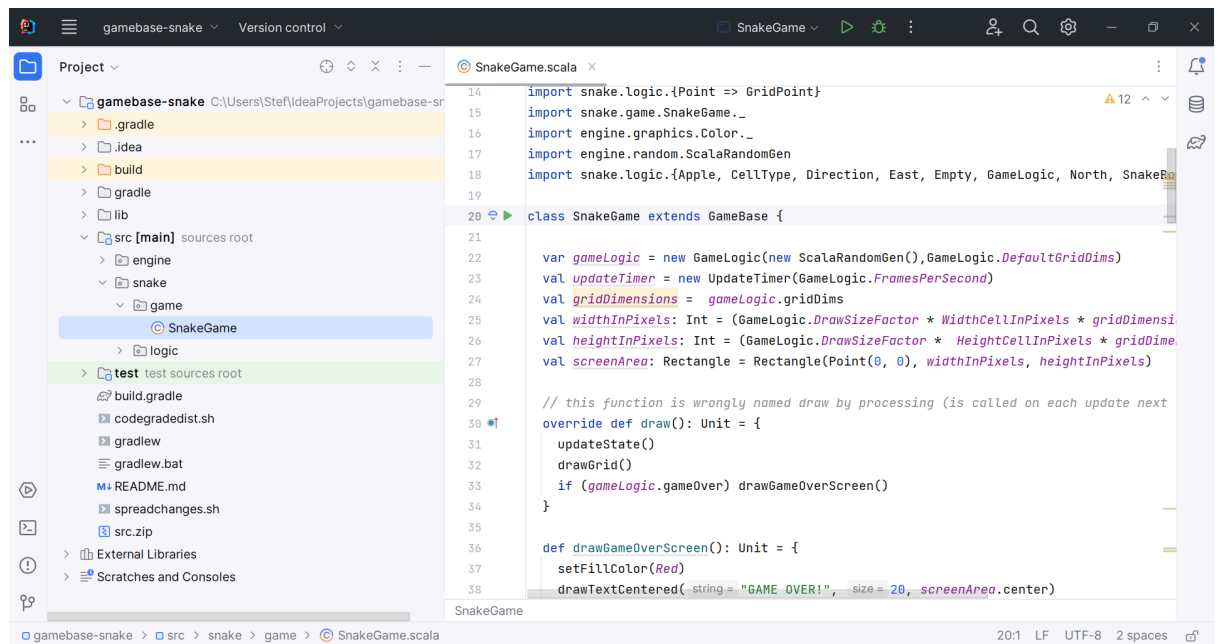 gamebase-snake Version control SnakeGame
Project
SnakeGame.scala
gamebase-snake C:\Users\Stef\IdeaProjects\gamebase-sr
.gradle
.idea
build
gradle
lib
src [main] sources root
engine
snake
game
SnakeGame
logic
test test sources root
build.gradle
codegradedist.sh
gradlew
gradlew.bat
M↓ README.md
spreadchanges.sh
src.zip
External Libraries
Scratches and Consoles
12
14 import snake.logic.{Point => GridPoint}
15 import snake.game.SnakeGame._
16 import engine.graphics.Color._
17 import engine.random.ScalaRandomGen
18 import snake.logic.{Apple, CellType, Direction, East, Empty, GameLogic, North,
19
20 class SnakeGame extends GameBase {
21
22 var gameLogic = new GameLogic(new ScalaRandomGen(),GameLogic.DefaultGridDims)
23 val updateTimer = new UpdateTimer(GameLogic.FramesPerSecond)
24 val gridDimensions = gameLogic.gridDims
25 val widthInPixels: Int = (GameLogic.DrawSizeFactor * WidthCellInPixels * gridDimensi
26 val heightInPixels: Int = (GameLogic.DrawSizeFactor * HeightCellInPixels * gridDime
27 val screenArea: Rectangle = Rectangle(Point(0, 0), widthInPixels, heightInPixels)
28
29 // this function is wrongly named draw by processing (is called on each update next
30 override def draw(): Unit = {
31 updateState()
32 drawGrid()
33 if (gameLogic.gameOver) drawGameOverScreen()
34 }
35
36 def drawGameOverScreen(): Unit = {
37 setFillColor(Red)
38 drawTextCentered( string = "GAME OVER!", size = 20, screenArea.center)
SnakeGame
gamebase-snake > src > snake > game > SnakeGame.scala 20:1 LF UTF-8 2 spaces